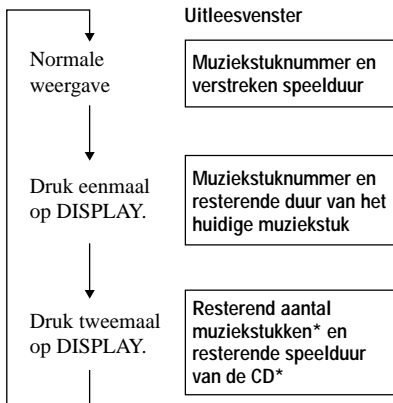 Uitleesvenster
Normale
weergave
Muziekstuknummer en
verstreken speelduur
Druk eenmaal
op DISPLAY.
Muziekstuknummer en
resterende duur van het
huidige muziekstuk
Druk tweemaal
op DISPLAY.
Resterend aantal
muziekstukken* en
resterende speelduur
van de CD*